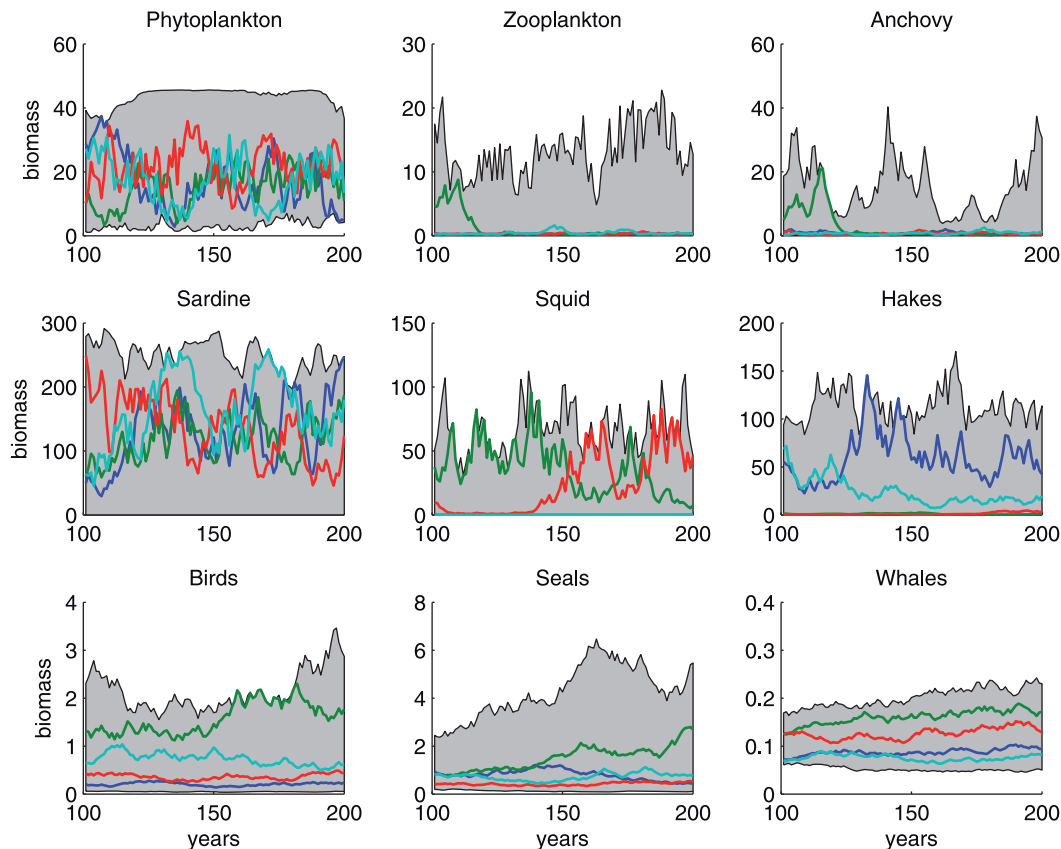 Phytoplankton
60
40
20
0
100 150 200
biomass
Zooplankton
30
20
10
0
100 150 200
Anchovy
60
40
20
0
100 150 200
Sardine
300
200
100
0
100 150 200
biomass
Squid
150
100
50
0
100 150 200
Hakes
200
150
100
50
0
100 150 200
Birds
4
3
2
1
0
100 150 200
biomass
years
Seals
8
6
4
2
0
100 150 200
years
Whales
0.4
0.3
0.2
0.1
0
100 150 200
years